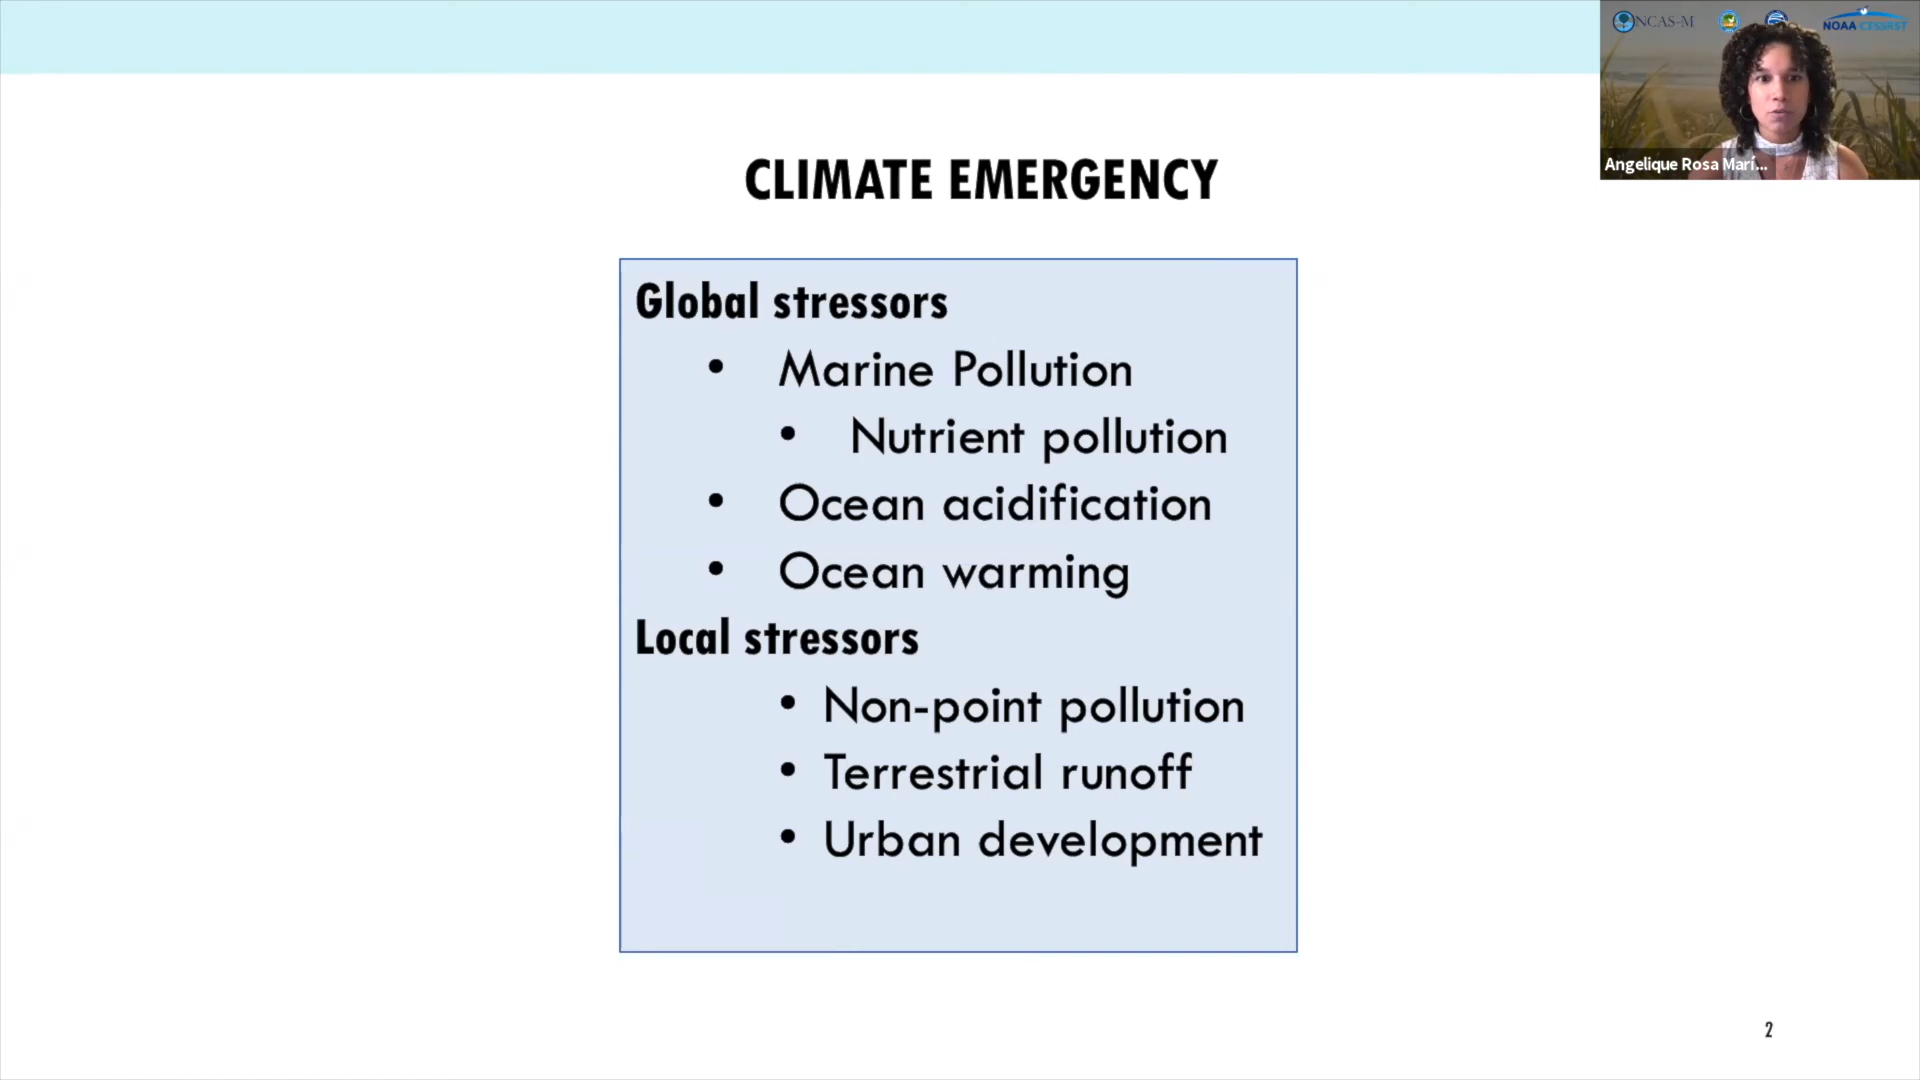 NCAS-M
NOAA CESSRST
Angelique Rosa Marí...
CLIMATE EMERGENCY
Global stressors
• Marine Pollution
• Nutrient pollution
• Ocean acidification
• Ocean warming
Local stressors
• Non-point pollution
• Terrestrial runoff
• Urban development
2